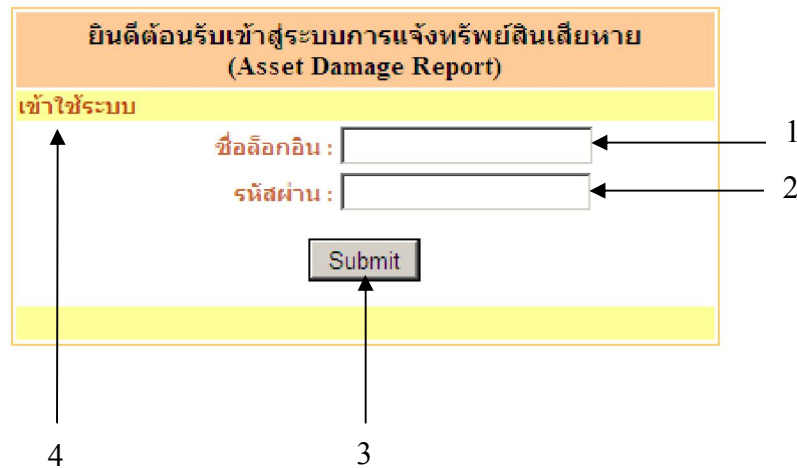 ยินดีต้อนรับเข้าสู่ระบบการแจ้งทรัพย์สินเสียหาย
(Asset Damage Report)
เข้าใช้ระบบ
ชื่อล็อกอิน : 1
รหัสผ่าน : 2
Submit
4 3